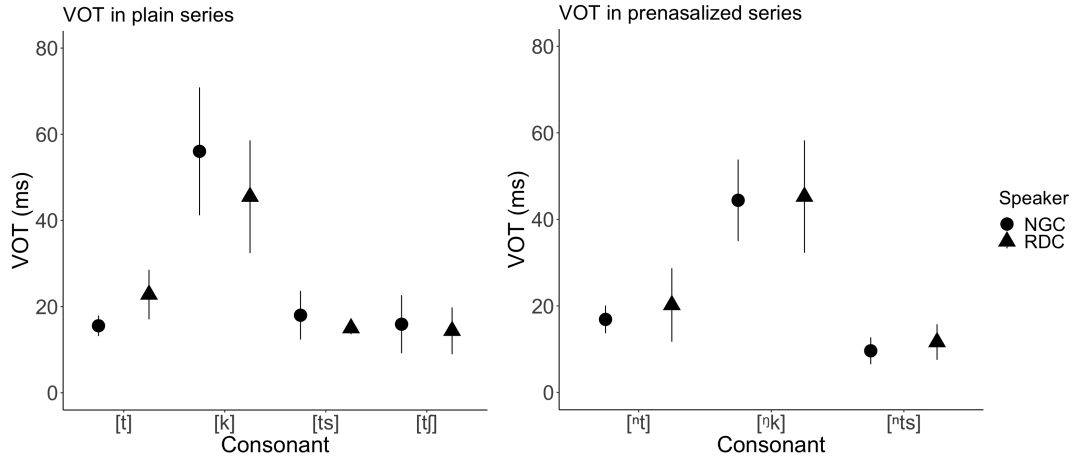 VOT in plain series
VOT (ms)
80
60
40
20
0
[t] [k] [ts] [tʃ]
Consonant
VOT in prenasalized series
VOT (ms)
80
60
40
20
0
[ⁿt] [ᵑk] [ⁿts]
Consonant
Speaker
NGC
RDC